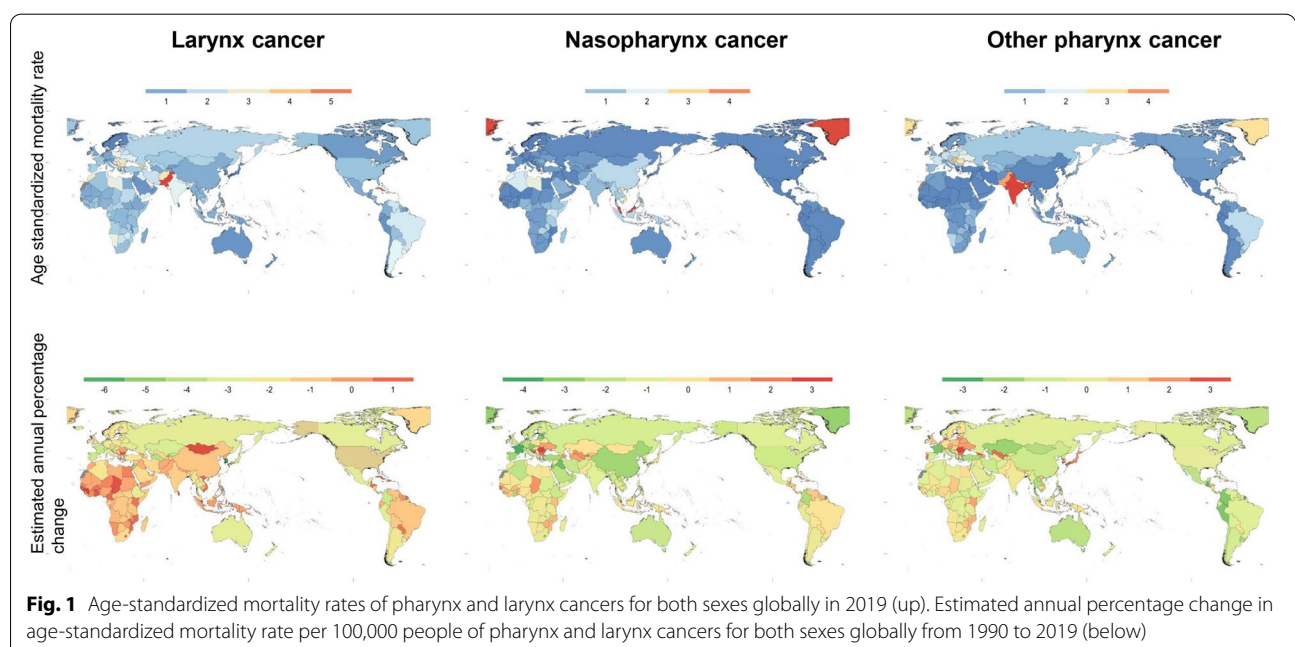 Larynx cancer
Nasopharynx cancer
Other pharynx cancer
Age standardized mortality rate
1 2 3 4 5
1 2 3 4
1 2 3 4
Estimated annual percentage
change
-6 -5 -4 -3 -2 -1 1
-4 -2 -1 0 1 2 3
-3 -2 -1 0 1 2 3
Fig. 1 Age-standardized mortality rates of pharynx and larynx cancers for both sexes globally in 2019 (up). Estimated annual percentage change in
age-standardized mortality rate per 100,000 people of pharynx and larynx cancers for both sexes globally from 1990 to 2019 (below)